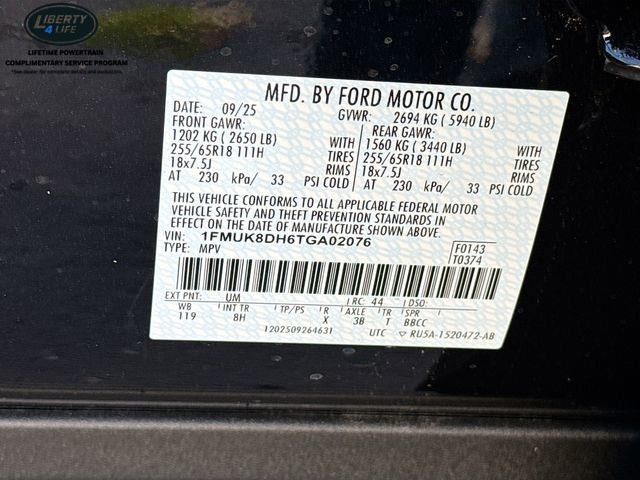 LIBERTY
4 LIFE
LIFETIME POWERTRAIN
COMPLIMENTARY SERVICE PROGRAM
MFD. BY FORD MOTOR CO.
DATE: 09/25 GVWR: 2694 KG ( 5940 LB)
FRONT GAWR: REAR GAWR:
1202 KG ( 2650 LB) WITH 1560 KG ( 3440 LB) WITH
255/65R18 111H TIRES 255/65R18 111H TIRES
18x7.5J RIMS 18x7.5J RIMS
AT 230 kPa/ 33 PSI COLD AT 230 kPa/ 33 PSI COLD
THIS VEHICLE CONFORMS TO ALL APPLICABLE FEDERAL MOTOR
VEHICLE SAFETY AND THEFT PREVENTION STANDARDS IN
EFFECT ON THE DATE OF MANUFACTURE SHOWN ABOVE.
VIN: 1FMUK8DH6TGA02076 F0143
TYPE: MPV T0374
EXT PNT: UM RC: 44 DSO:
WB INT TR TP/PS R AXLE TR SPR
119 8H X 3B T BBCC
1202509264631 UTC ▽ RU5A-1520472-AB